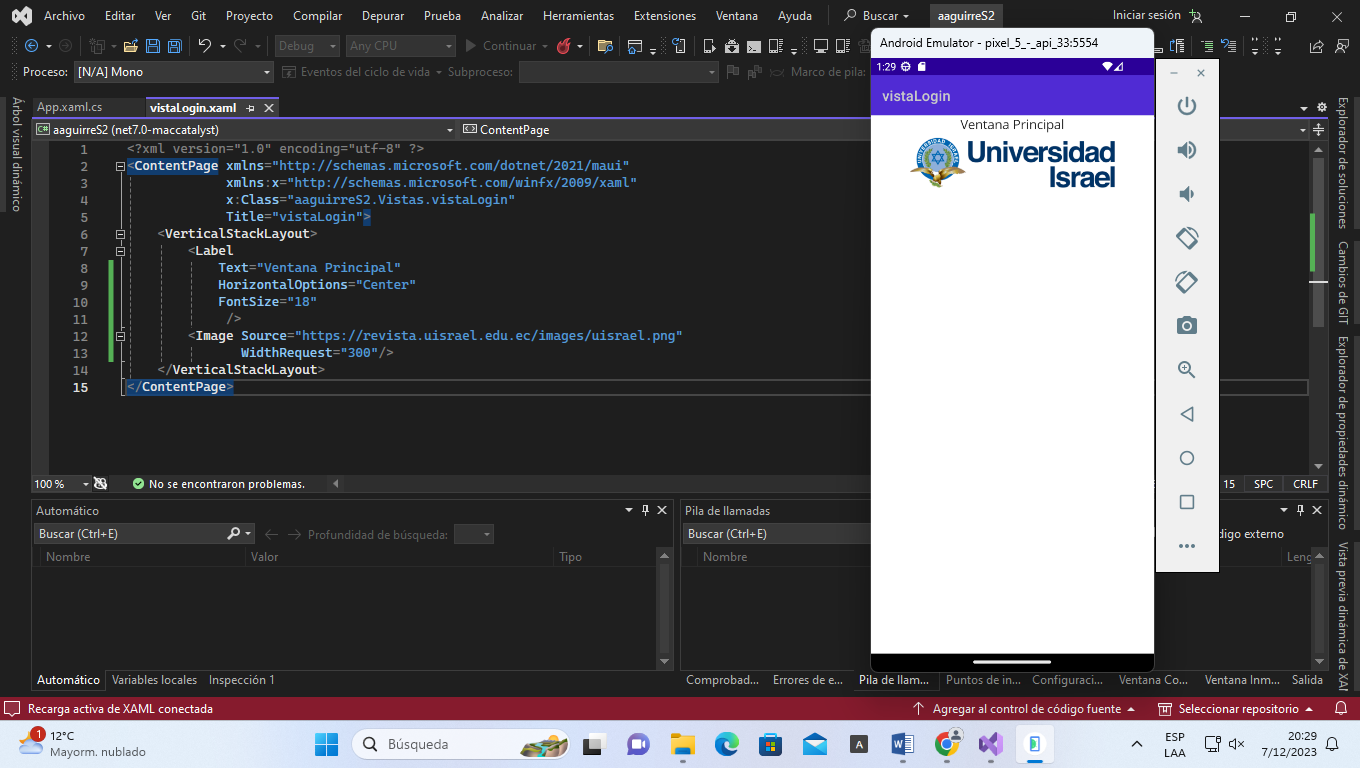 Archivo Editar Ver Git Proyecto Compilar Depurar Prueba Analizar Herramientas Extensiones Ventana Ayuda Buscar aaguirreS2 Iniciar sesión
Debug Any CPU Continuar
Proceso: [N/A] Mono Eventos del ciclo de vida Subproceso: Marco de pila:
Árbol visual dinámico
App.xaml.cs vistaLogin.xaml
aaguirreS2 (net7.0-maccatalyst) ContentPage
1 <?xml version="1.0" encoding="utf-8" ?>
2 <ContentPage xmlns="http://schemas.microsoft.com/dotnet/2021/maui"
3 xmlns:x="http://schemas.microsoft.com/winfx/2009/xaml"
4 x:Class="aaguirreS2.Vistas.vistaLogin"
5 Title="vistaLogin">
6 <VerticalStackLayout>
7 <Label
8 Text="Ventana Principal"
9 HorizontalOptions="Center"
10 FontSize="18"
11 />
12 <Image Source="https://revista.uisrael.edu.ec/images/uisrael.png"
13 WidthRequest="300"/>
14 </VerticalStackLayout>
15 </ContentPage>
100 % No se encontraron problemas. 15 SPC CRLF
Android Emulator - pixel_5_-_api_33:5554
1:29
vistaLogin
Ventana Principal
Universidad
Israel
Explorador de soluciones
Cambios de GIT
Explorador de propiedades dinámico
Vista previa dinámica de XAI
Automático
Buscar (Ctrl+E) Profundidad de búsqueda:
Nombre Valor Tipo
Automático Variables locales Inspección 1
Pila de llamadas
Buscar (Ctrl+E) digo externo
Nombre Leng
Comprobad... Errores de e... Pila de llam... Puntos de in... Configuraci... Ventana Co... Ventana Inm... Salida
Recarga activa de XAML conectada Agregar al control de código fuente Seleccionar repositorio
1
12°C
Mayorm. nublado
Búsqueda
A
ESP
LAA
20:29
7/12/2023